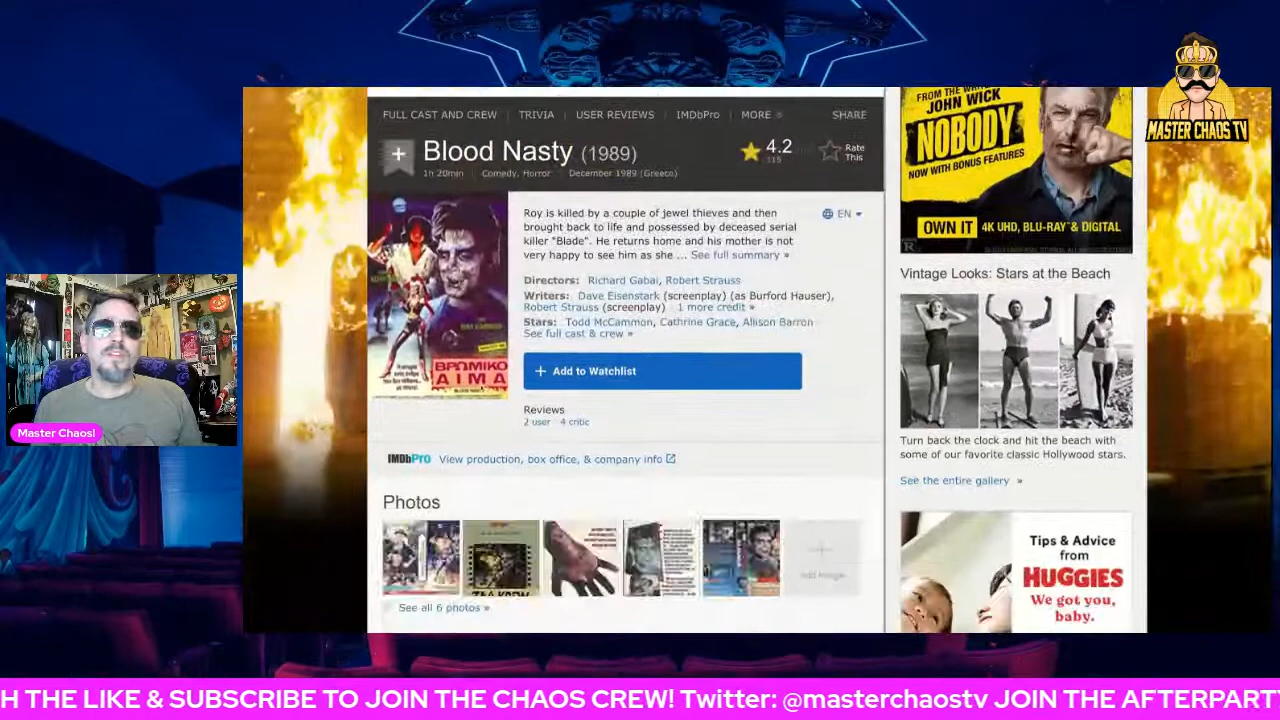 FULL CAST AND CREW | TRIVIA | USER REVIEWS | IMDbPro | MORE SHARE
+ Blood Nasty (1989)
4.2
115
Rate This
1h 20min | Comedy, Horror | December 1989 (Greece)
Roy is killed by a couple of jewel thieves and then
brought back to life and possessed by deceased serial
killer "Blade". He returns home and his mother is not
very happy to see him as she ... See full summary »
EN
Directors: Richard Gabai, Robert Strauss
Writers: Dave Eisenstark (screenplay) (as Burford Hauser),
Robert Strauss (screenplay) | 1 more credit »
Stars: Todd McCammon, Cathrine Grace, Allison Barron
See full cast & crew »
+ Add to Watchlist
ΒΡΩΜΙΚΟ
ΑΙΜΑ
Reviews
2 user 4 critic
IMDbPro View production, box office, & company info
Photos
Add Image
See all 6 photos »
FROM THE
JOHN WICK
NOBODY
NOW WITH BONUS FEATURES
OWN IT 4K UHD, BLU-RAY & DIGITAL
R
Vintage Looks: Stars at the Beach
Turn back the clock and hit the beach with
some of our favorite classic Hollywood stars.
See the entire gallery »
Tips & Advice
from
HUGGIES
We got you,
baby.
MASTER CHAOS TV
Master Chaos!
H THE LIKE & SUBSCRIBE TO JOIN THE CHAOS CREW! Twitter: @masterchaostv JOIN THE AFTERPARTY